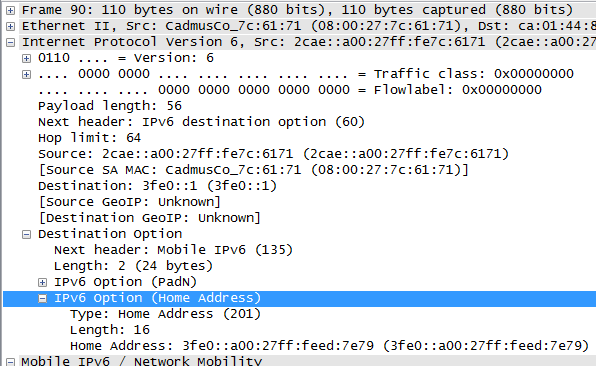 Frame 90: 110 bytes on wire (880 bits), 110 bytes captured (880 bits)
Ethernet II, Src: CadmusCo_7c:61:71 (08:00:27:7c:61:71), Dst: ca:01:44:8
Internet Protocol Version 6, Src: 2cae::a00:27ff:fe7c:6171 (2cae::a00:27
0110 .... = Version: 6
.... 0000 0000 .... .... .... .... .... = Traffic class: 0x00000000
.... .... .... 0000 0000 0000 0000 0000 = Flowlabel: 0x00000000
Payload length: 56
Next header: IPv6 destination option (60)
Hop limit: 64
Source: 2cae::a00:27ff:fe7c:6171 (2cae::a00:27ff:fe7c:6171)
[Source SA MAC: CadmusCo_7c:61:71 (08:00:27:7c:61:71)]
Destination: 3fe0::1 (3fe0::1)
[Source GeoIP: Unknown]
[Destination GeoIP: Unknown]
Destination Option
Next header: Mobile IPv6 (135)
Length: 2 (24 bytes)
IPv6 Option (PadN)
IPv6 Option (Home Address)
Type: Home Address (201)
Length: 16
Home Address: 3fe0::a00:27ff:feed:7e79 (3fe0::a00:27ff:feed:7e79)
Mobile IPv6 / Network Mobility